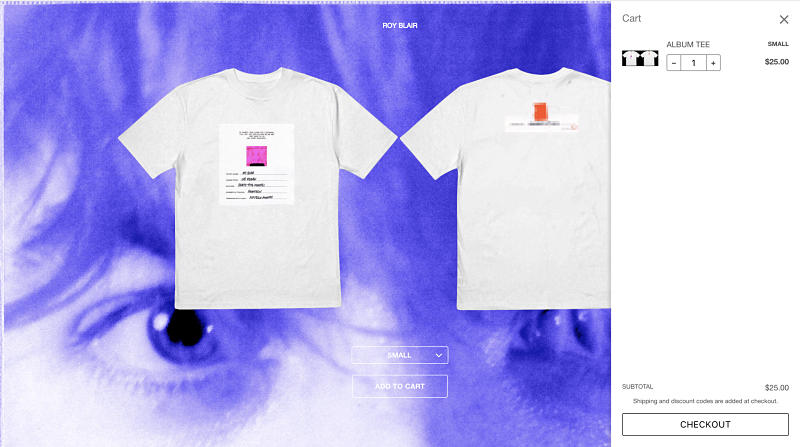 ROY BLAIR
SMALL
ADD TO CART
Cart
ALBUM TEE
SMALL
- 1 +
$25.00
SUBTOTAL
$25.00
Shipping and discount codes are added at checkout.
CHECKOUT